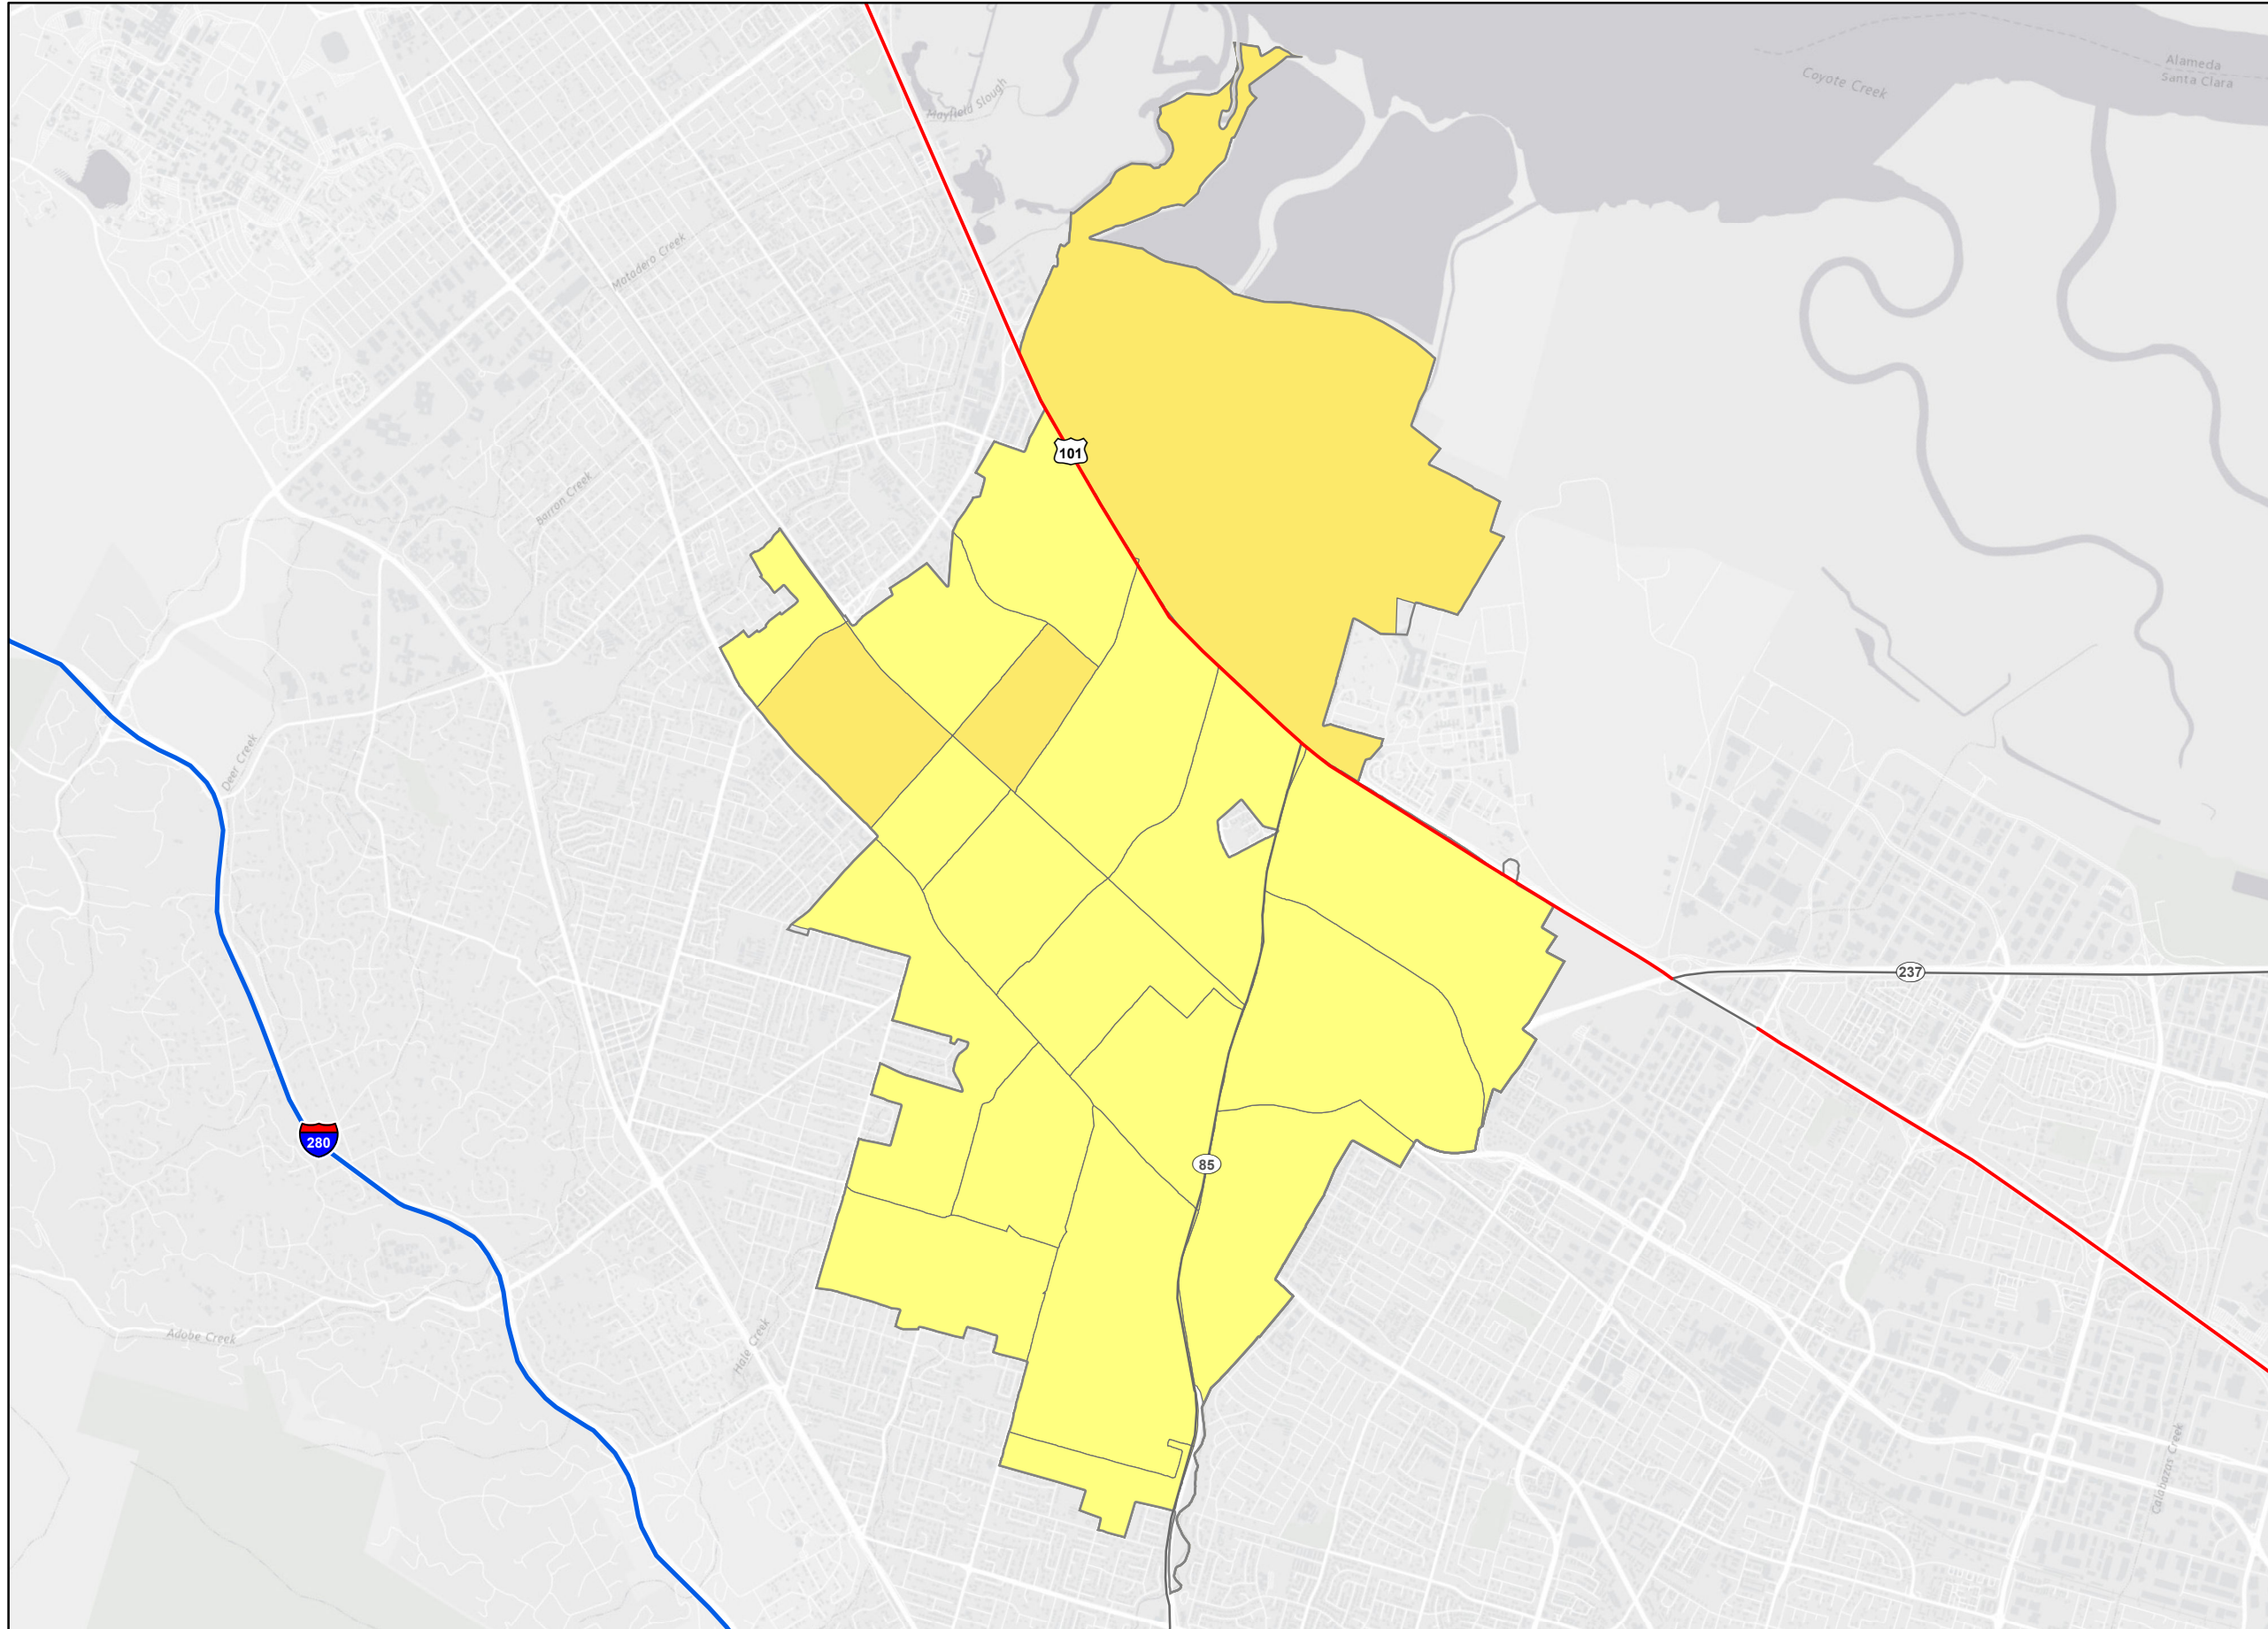 Alameda
Santa Clara
Coyote Creek
Mayfield Slough
Matadero Creek
101
Barron Creek
Deer Creek
237
280
85
Adobe Creek
Hale Creek
Calabazas Creek